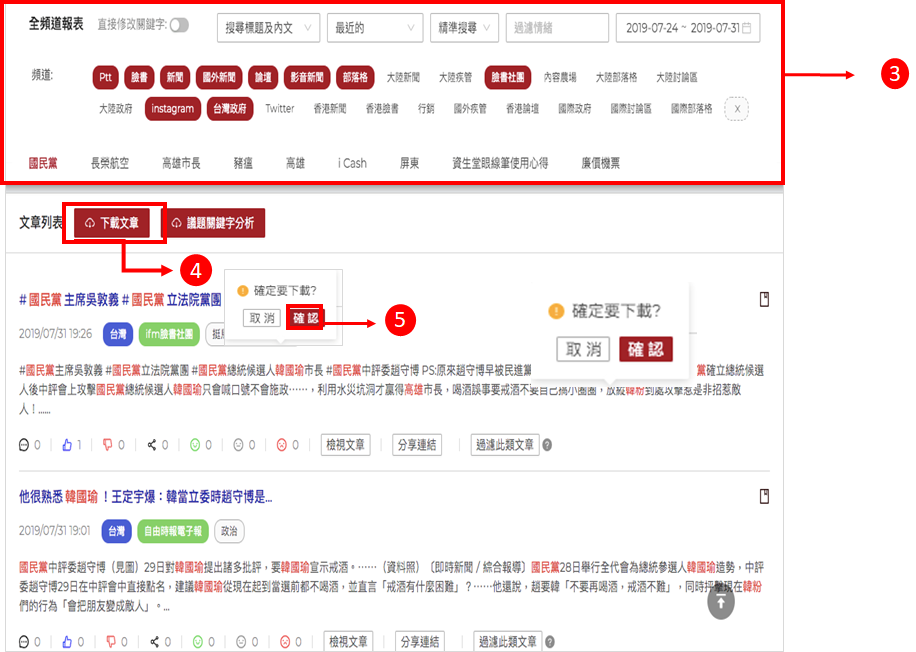 全頻道報表 直接修改關鍵字: 搜尋標題及內文 最近的 精準搜尋 過濾情緒 2019-07-24 ~ 2019-07-31
頻道: Ptt 臉書 新聞 國外新聞 論壇 影音新聞 部落格 大陸新聞 大陸疾管 臉書社團 內容農場 大陸部落格 大陸討論區
3
大陸政府 instagram 台灣政府 Twitter 香港新聞 香港臉書 行銷 國外疾管 香港論壇 國際政府 國際討論區 國際部落格 X
國民黨 長榮航空 高雄市長 豬瘟 高雄 i Cash 屏東 資生堂眼線筆使用心得 廉價機票
文章列表 下載文章 議題關鍵字分析
4
確定要下載?
取 消 確 認
5
確定要下載?
取 消 確 認
#國民黨主席吳敦義#國民黨立法院黨團
2019/07/31 19:26 台灣 ifm臉書社團
#國民黨主席吳敦義 #國民黨立法院黨團 #國民黨總統候選人韓國瑜市長 #國民黨中評委趙守博 PS:原來趙守博早被民進黨 黨確立總統候選
人後中評會上攻擊國民黨總統候選人韓國瑜只會喊口號不會施政……，利用水災坑洞才贏得高雄市長，喝酒誤事要戒酒不要自己搞小圈圈，放縱韓粉到處攻擊惹是非招惹敵
人！......
0 1 0 0 0 0 0 檢視文章 分享連結 過濾此類文章 ?
他很熟悉韓國瑜！王定宇爆：韓當立委時趙守博是...
2019/07/31 19:01 台灣 自由時報電子報 政治
國民黨中評委趙守博（見圖）29日對韓國瑜提出諸多批評，要韓國瑜宣示戒酒。⋯⋯（資料照）〔即時新聞／綜合報導〕國民黨28日舉行全代會為總統參選人韓國瑜造勢，中評
委趙守博29日在中評會中直接點名，建議韓國瑜從現在起到當選前都不喝酒，並直言「戒酒有什麼困難」？⋯⋯他還說，趙要韓「不要再喝酒，戒酒不難」，同時抨擊現在韓粉
們的行為「會把朋友變成敵人」。...
0 0 0 0 0 0 0 檢視文章 分享連結 過濾此類文章 ?